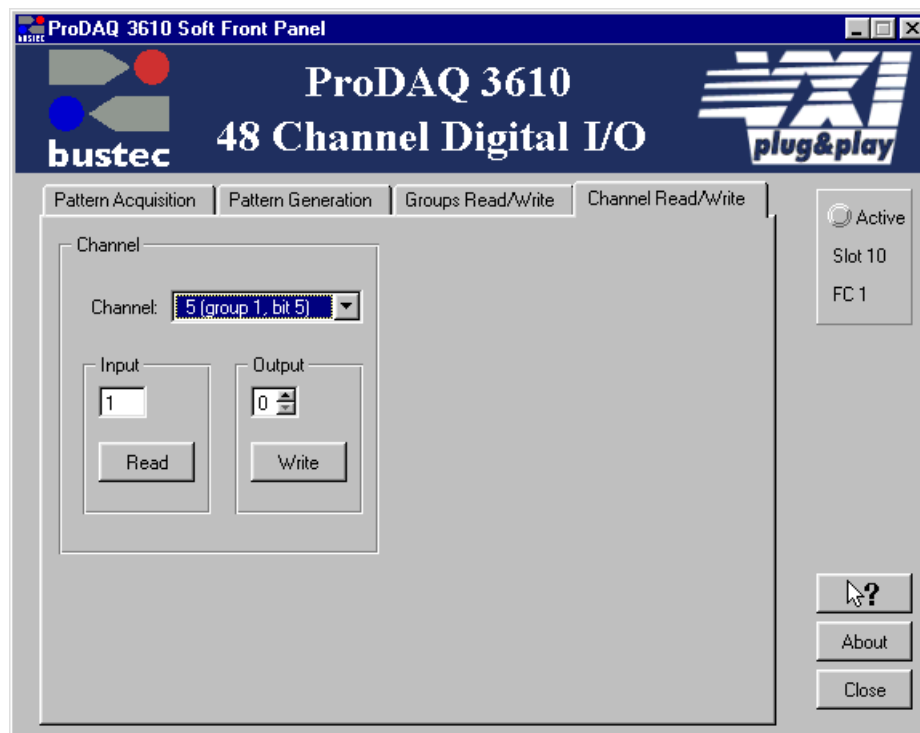 ProDAQ 3610 Soft Front Panel
ProDAQ 3610
48 Channel Digital I/O
bustec
VXI
plug&play
Pattern Acquisition
Pattern Generation
Groups Read/Write
Channel Read/Write
Channel
Channel:
5 (group 1, bit 5)
Input
1
Read
Output
0
Write
Active
Slot 10
FC 1
?
About
Close